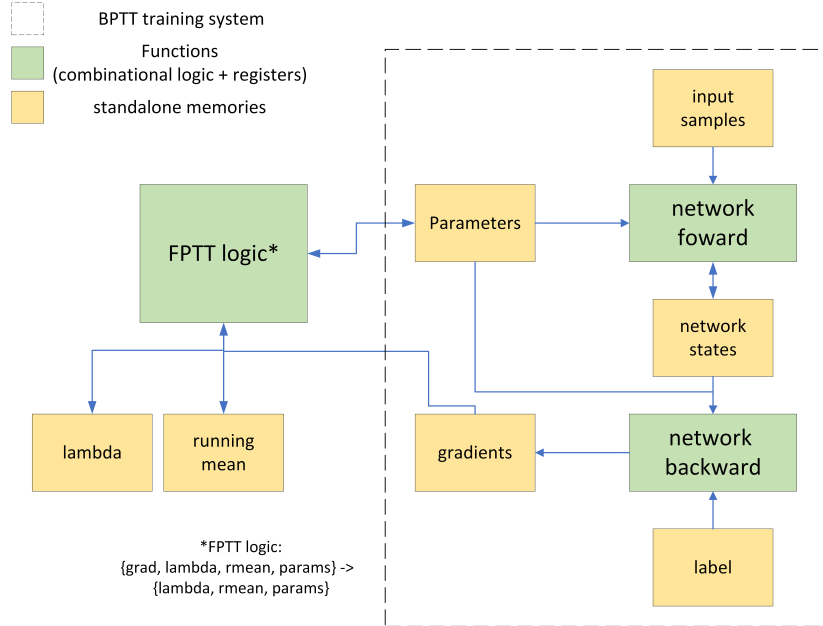 BPTT training system
Functions
(combinational logic + registers)
standalone memories
input
samples
FPTT logic*
Parameters
network
foward
network
states
lambda
running
mean
gradients
network
backward
label
*FPTT logic:
{grad, lambda, rmean, params} ->
{lambda, rmean, params}